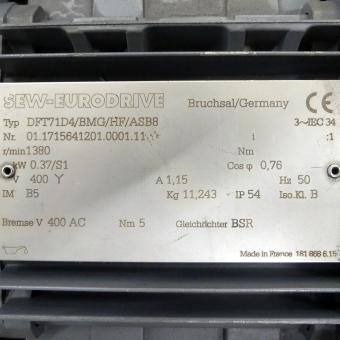 SEW-EURODRIVE Bruchsal/Germany CE
Typ DFT71D4/BMG/HF/ASB8 3~IEC 34
Nr. 01.1715641201.0001.11 i :1
r/min 1380 Nm
kW 0.37/S1 Cos φ 0,76
V 400 Y A 1,15 Hz 50
IM B5 Kg 11,243 IP 54 Iso.Kl. B
Bremse V 400 AC Nm 5 Gleichrichter BSR
Made in France 181 868 6.15